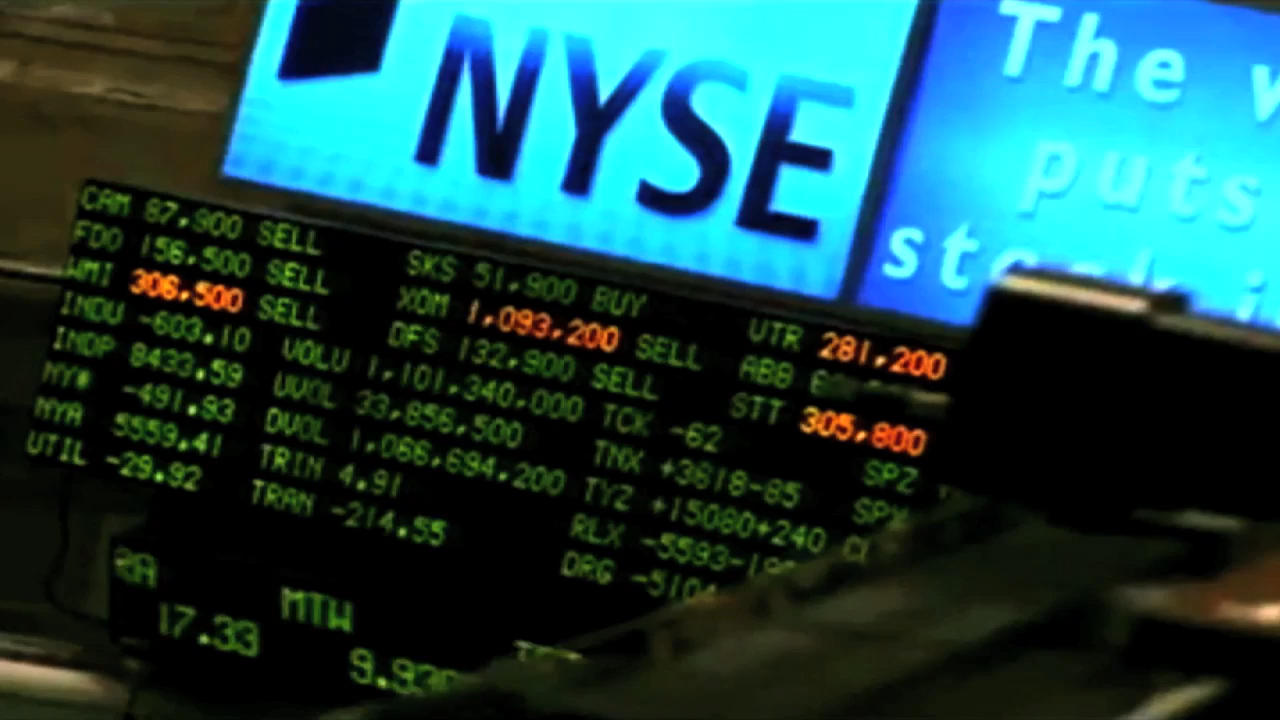 NYSE
The
puts
CAM 67,900 SELL
FDO 156,500 SELL SKS 51,900 BUY
WMI 306,500 SELL XOM 1,093,200 SELL UTR 281,200
INDU -603.10 DFS 132,900 SELL ABB
INDP 8433.59 VOLU 1,101,340,000 TCK -62 STT 305,800
NY# -491.93 UVOL 33,856,500 TNX +3618-85 SPZ
NYA 5559.41 DVOL 1,066,694,200 TYZ +15080+240
UTIL -29.92 TRIN 4.91 RLX
TRAN -214.55 DRG
17.33 MTW